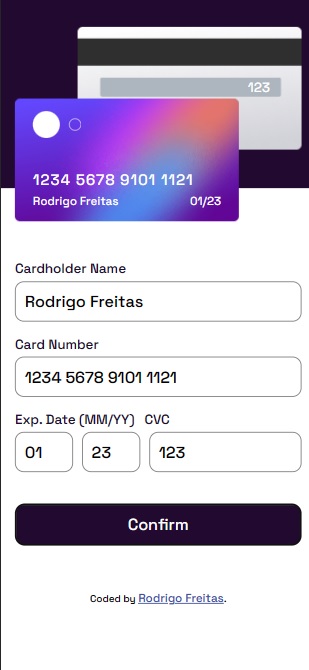 123
1234 5678 9101 1121
Rodrigo Freitas 01/23
Cardholder Name
Rodrigo Freitas
Card Number
1234 5678 9101 1121
Exp. Date (MM/YY) CVC
01 23 123
Confirm
Coded by Rodrigo Freitas.